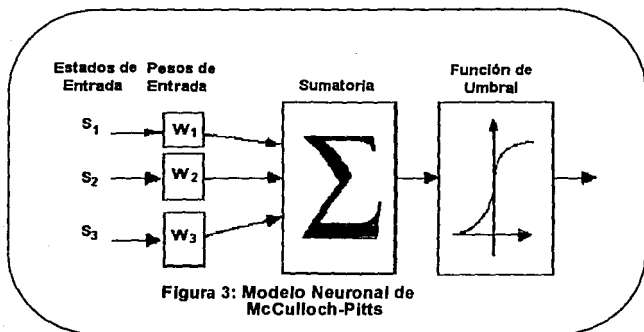 Estados de Entrada
Pesos de Entrada
Sumatoria
Función de Umbral
S1
W1
S2
W2
S3
W3
Σ
Figura 3: Modelo Neuronal de
McCulloch-Pitts